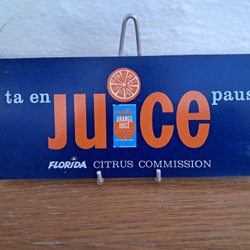 ta en juice paus
ORANGE
JUICE
FLORIDA CITRUS COMMISSION